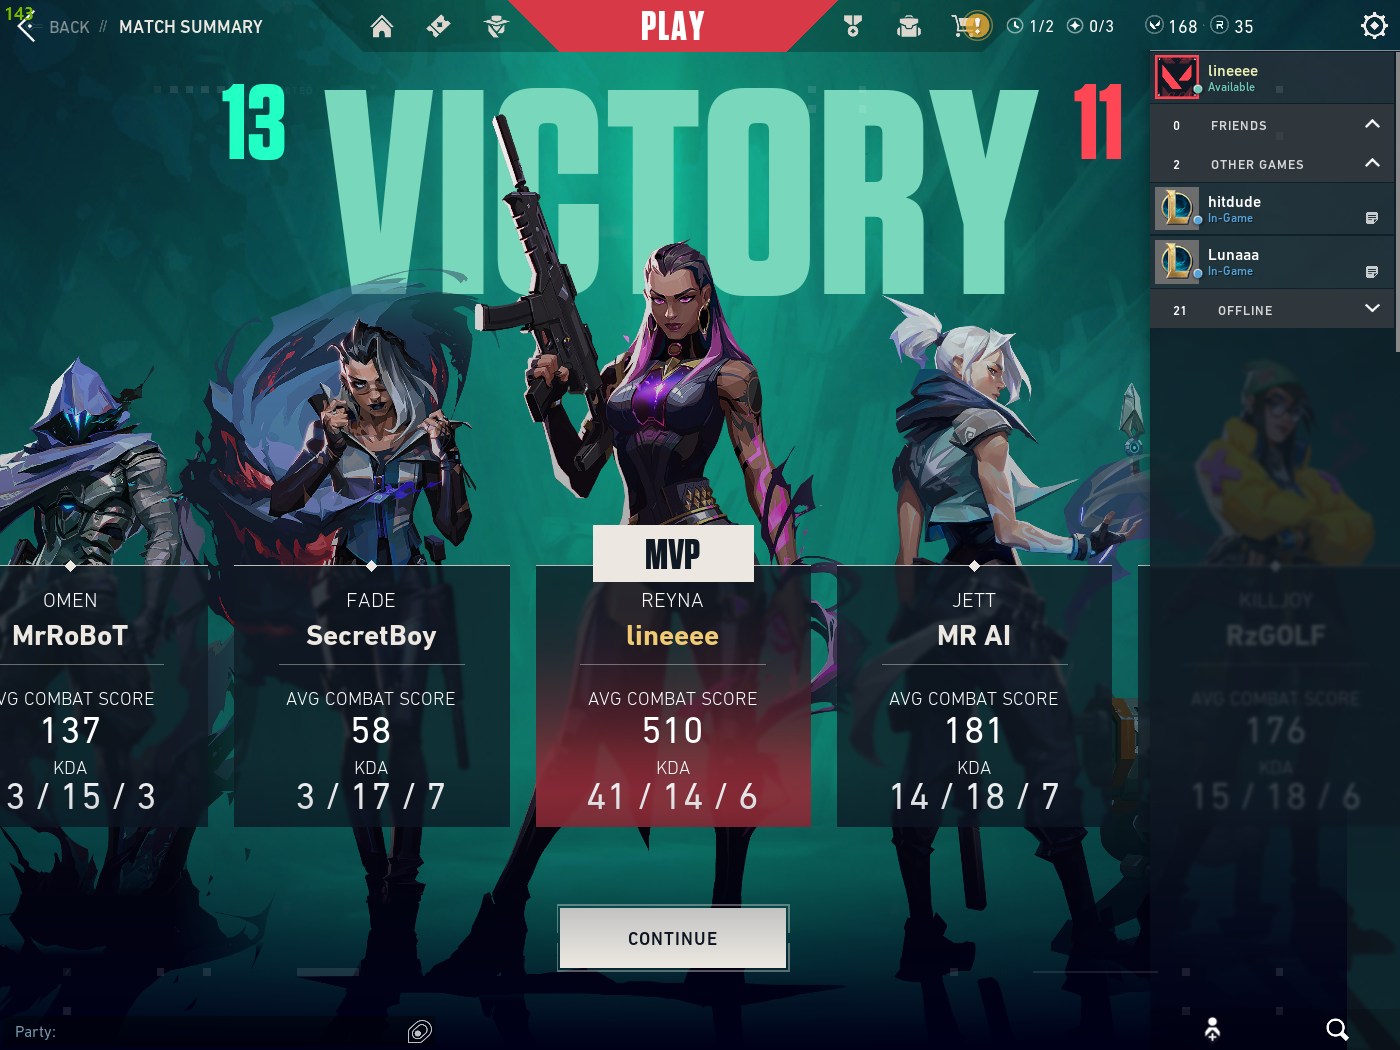 143
BACK // MATCH SUMMARY
PLAY
1/2
0/3
168
35
13
VICTORY
11
lineeee
Available
0 FRIENDS
2 OTHER GAMES
hitdude
In-Game
Lunaaa
In-Game
21 OFFLINE
MVP
OMEN
MrRoBoT
VG COMBAT SCORE
137
KDA
3 / 15 / 3
FADE
SecretBoy
AVG COMBAT SCORE
58
KDA
3 / 17 / 7
REYNA
lineeee
AVG COMBAT SCORE
510
KDA
41 / 14 / 6
JETT
MR AI
AVG COMBAT SCORE
181
KDA
14 / 18 / 7
KILLJOY
RzGOLF
AVG COMBAT SCORE
176
KDA
15 / 18 / 6
CONTINUE
Party: